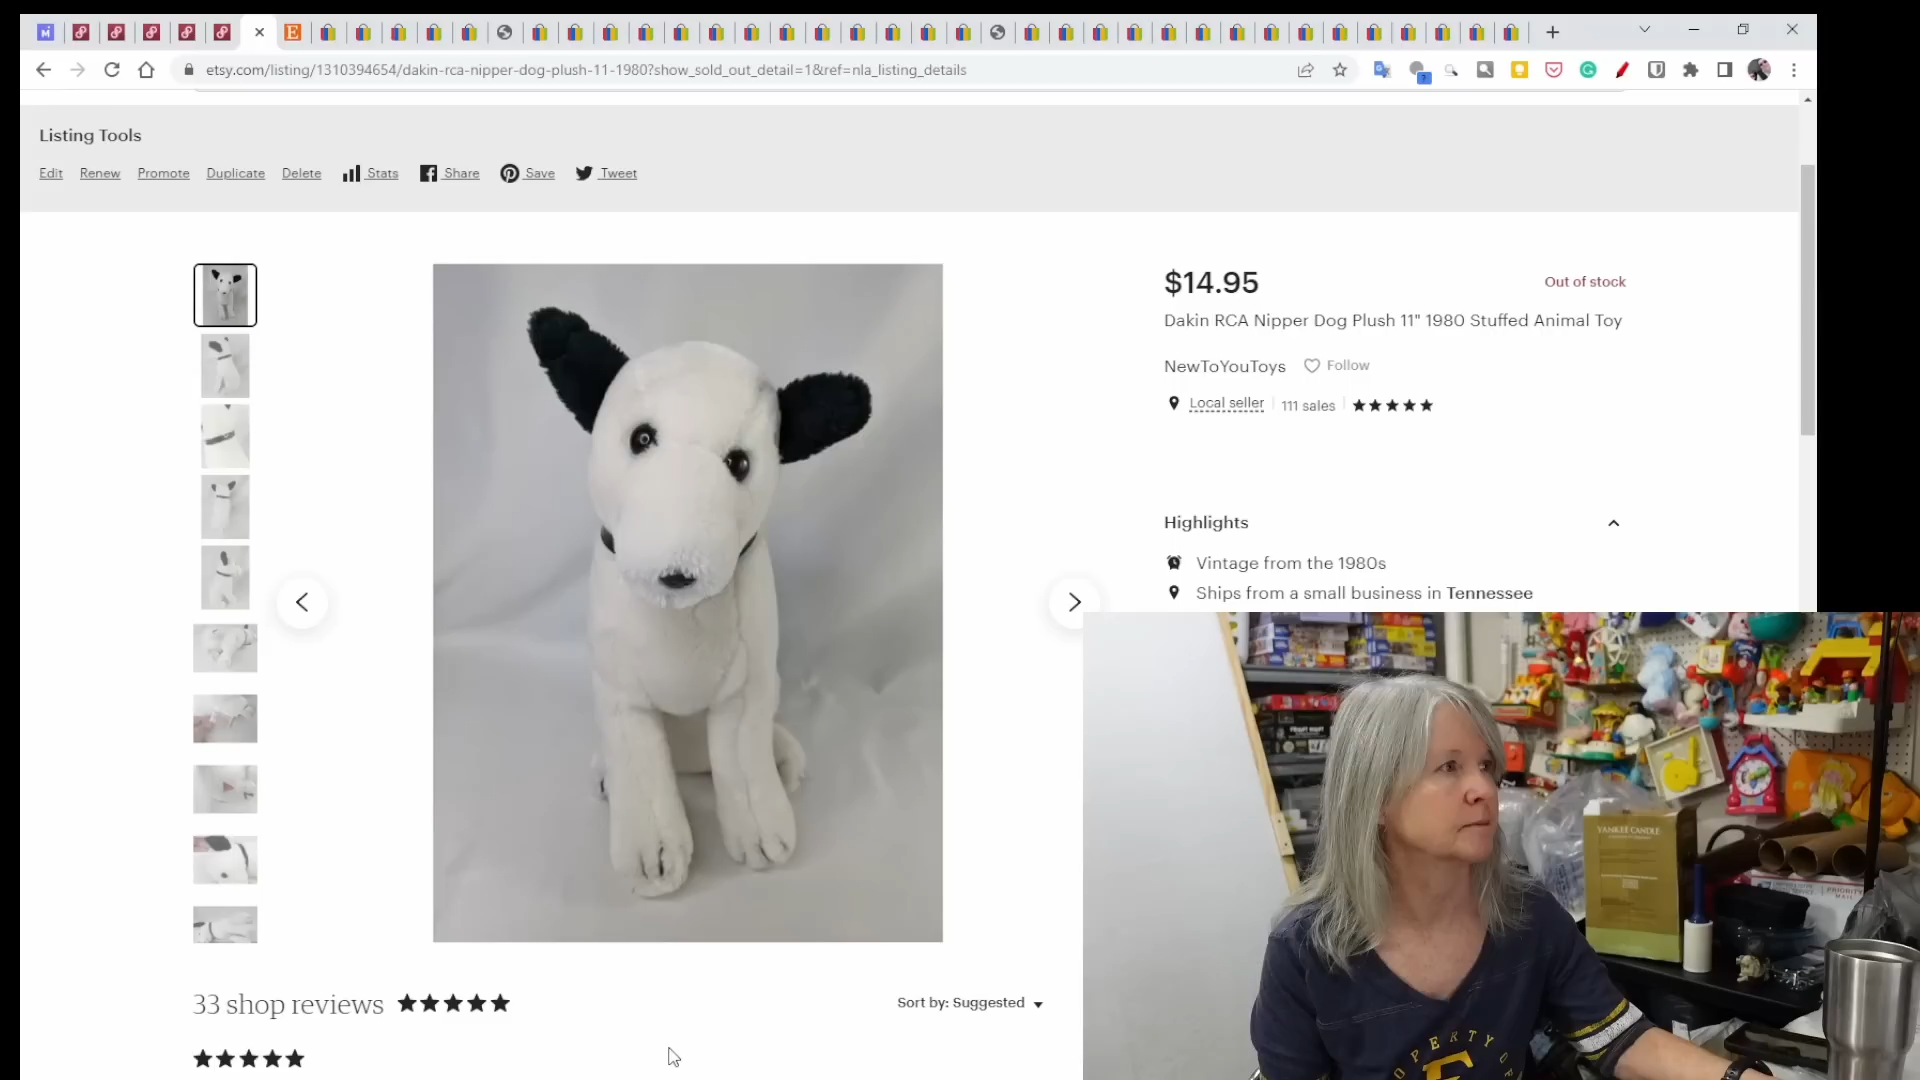 etsy.com/listing/1310394654/dakin-rca-nipper-dog-plush-11-1980?show_sold_out_detail=1&ref=nla_listing_details
Listing Tools
Edit Renew Promote Duplicate Delete Stats Share Save Tweet
$14.95 Out of stock
Dakin RCA Nipper Dog Plush 11" 1980 Stuffed Animal Toy
NewToYouToys Follow
Local seller 111 sales
Highlights
Vintage from the 1980s
Ships from a small business in Tennessee
33 shop reviews
Sort by: Suggested
YANKEE CANDLE
PRIORITY
MAIL